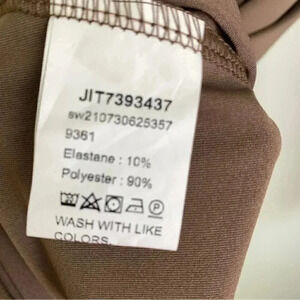 JIT7393437
sw210730625357
9361
Elastane : 10%
Polyester : 90%
WASH WITH LIKE
COLORS.